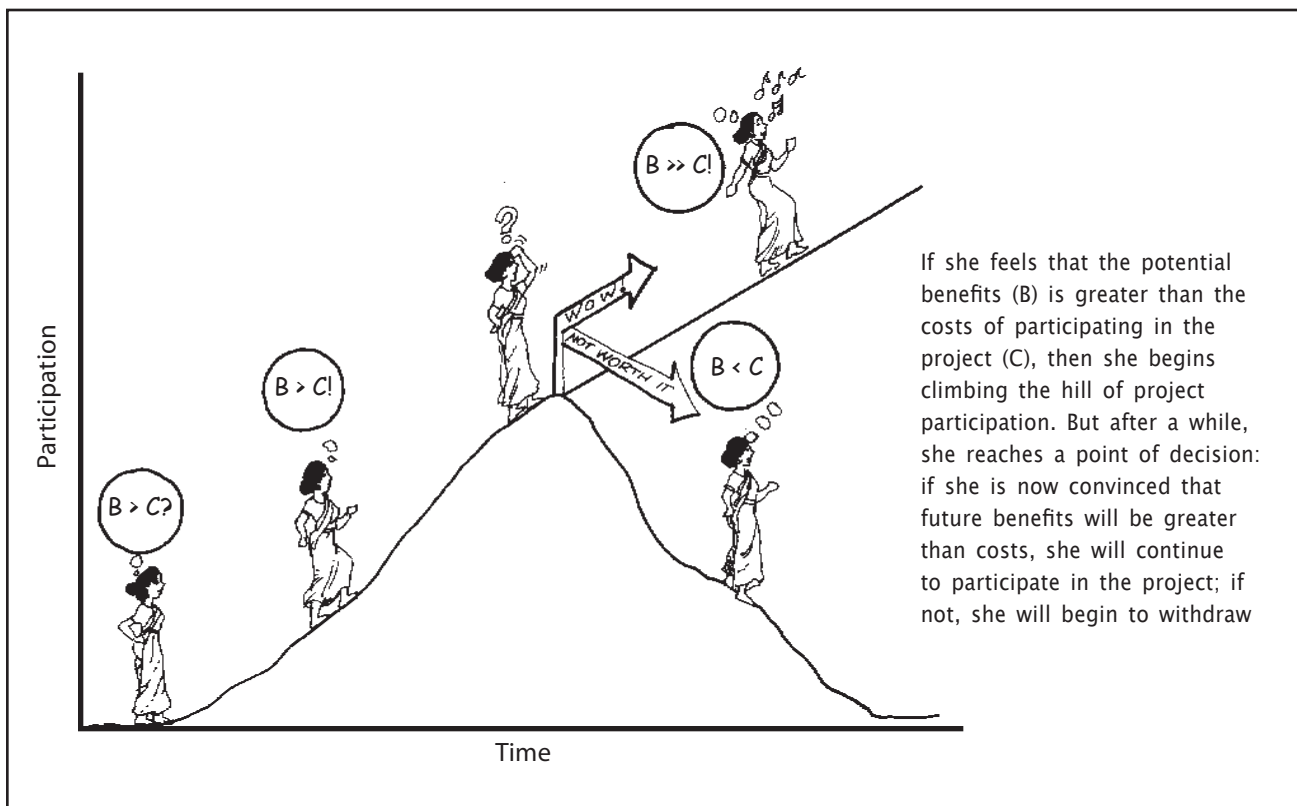 B >> C!
?
WOW!
NOT WORTH IT
B < C
B > C!
B > C?
Participation
Time
If she feels that the potential
benefits (B) is greater than the
costs of participating in the
project (C), then she begins
climbing the hill of project
participation. But after a while,
she reaches a point of decision:
if she is now convinced that
future benefits will be greater
than costs, she will continue
to participate in the project; if
not, she will begin to withdraw